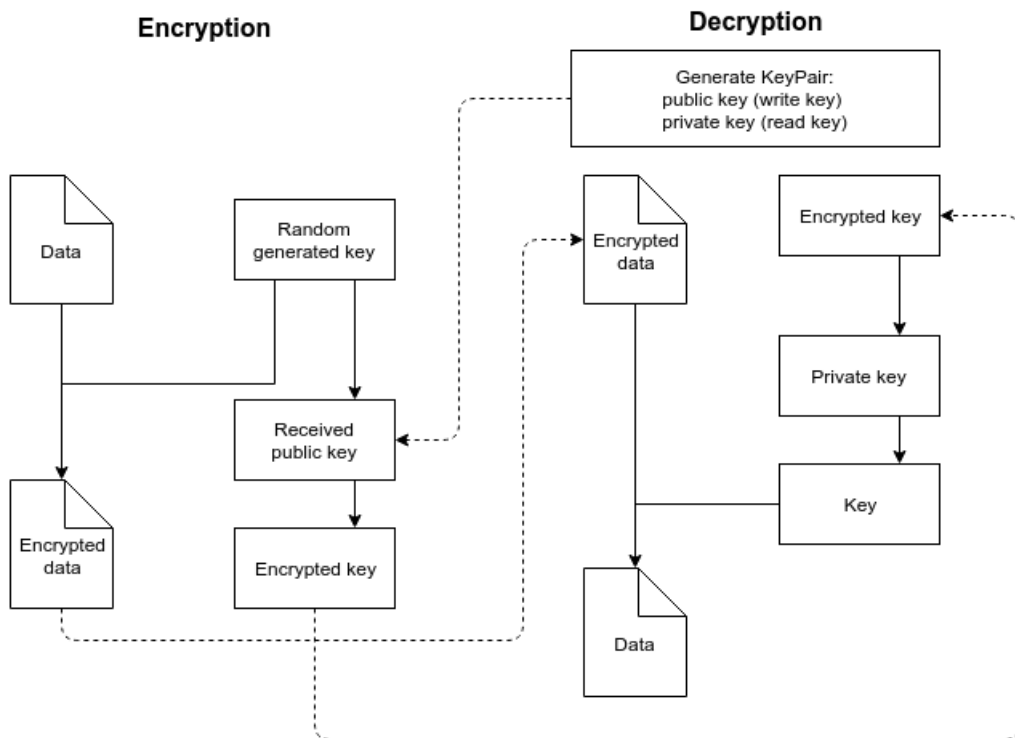 Encryption
Decryption
Generate KeyPair:
public key (write key)
private key (read key)
Data
Random
generated key
Encrypted
data
Encrypted key
Received
public key
Private key
Encrypted
data
Encrypted key
Key
Data